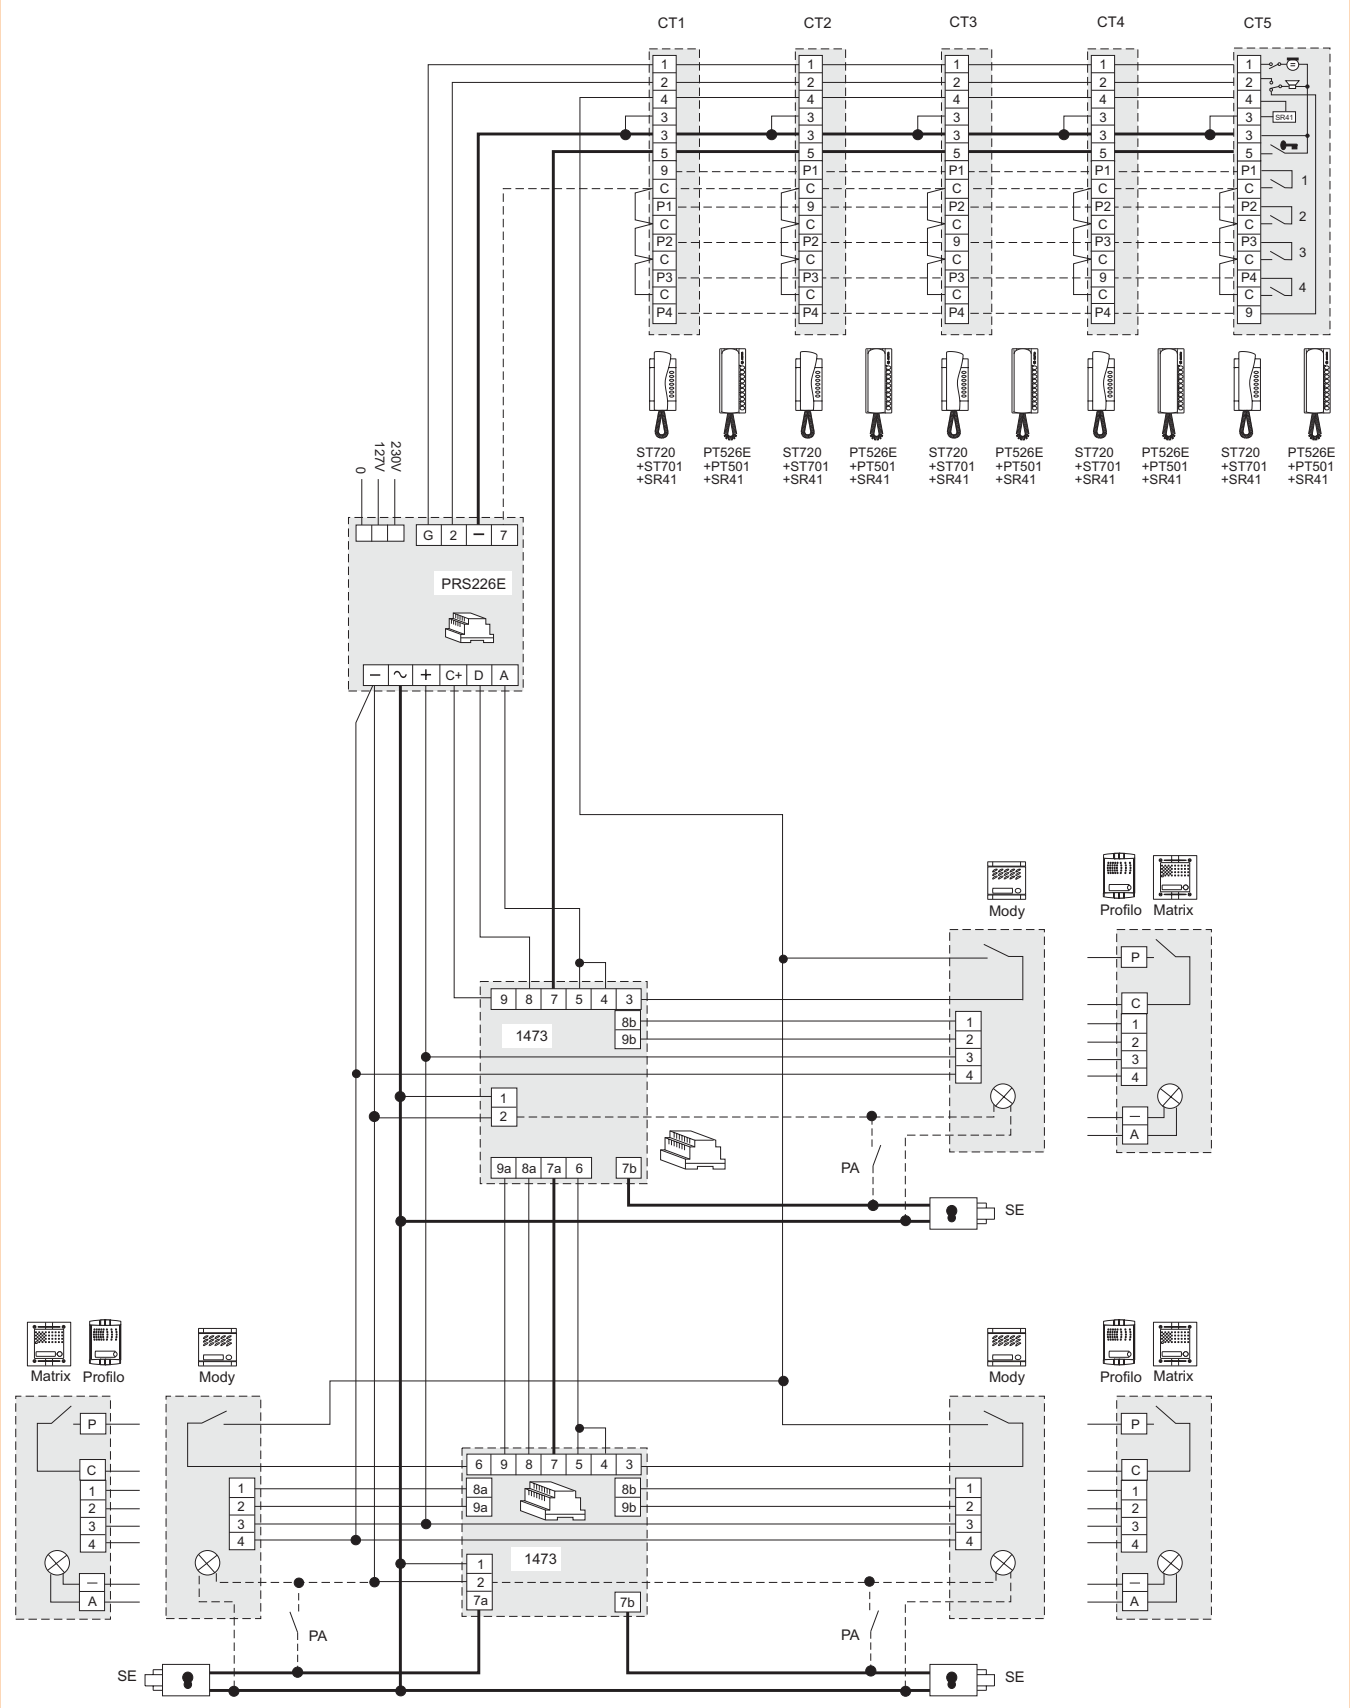 CT1 CT2 CT3 CT4 CT5
1 1 1 1 1
2 2 2 2 2
4 4 4 4 4
3 3 3 3 3 SR41
3 3 3 3 3
5 5 5 5 5
9 P1 P1 P1 P1
C C C C C 1
P1 9 P2 P2 P2
C C C C C 2
P2 P2 9 P3 P3
C C C C C 3
P3 P3 P3 9 P4
C C C C C 4
P4 P4 P4 P4 9
ST720 PT526E ST720 PT526E ST720 PT526E ST720 PT526E ST720 PT526E
+ST701 +PT501 +ST701 +PT501 +ST701 +PT501 +ST701 +PT501 +ST701 +PT501
+SR41 +SR41 +SR41 +SR41 +SR41 +SR41 +SR41 +SR41 +SR41 +SR41
0 127V 230V
G 2 − 7
PRS226E
− ~ + C+ D A
Mody Profilo Matrix
P
9 8 7 5 4 3 C
8b 1 1
1473 9b 2 2
3 3
4 4
1
2 −
A
9a 8a 7a 6 7b PA
SE
Matrix Profilo Mody Mody Profilo Matrix
P P
C 6 9 8 7 5 4 3 C
1 1 8a 8b 1 1
2 2 9a 9b 2 2
3 3 3 3
4 4 4 4
1 1473
− 2 −
A 7a 7b A
PA PA
SE SE